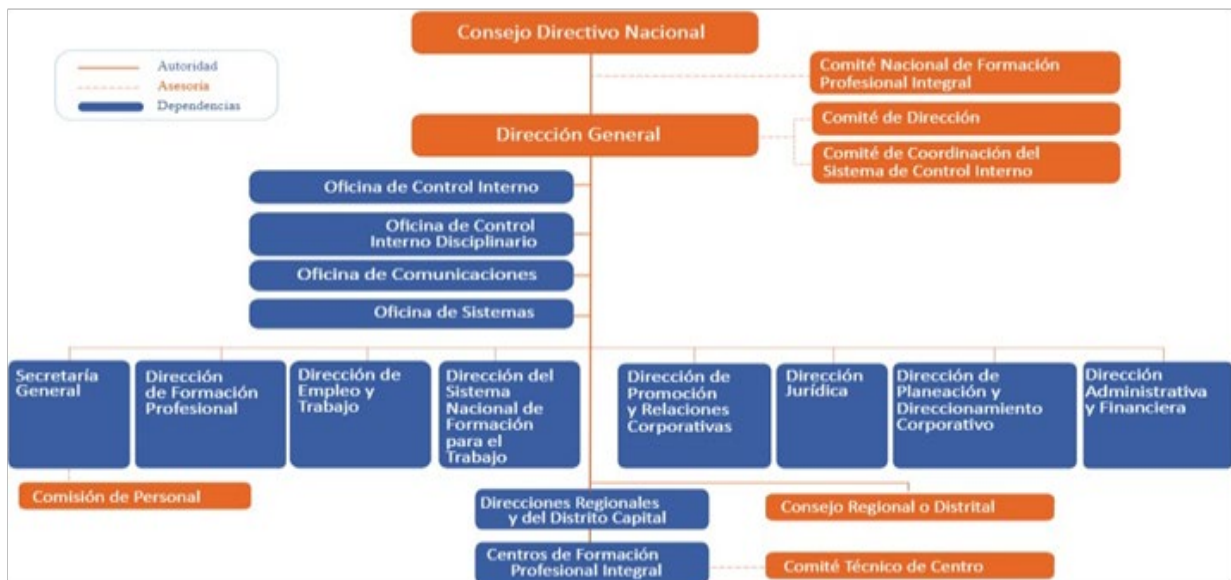 Consejo Directivo Nacional
Autoridad
Asesoría
Dependencias
Comité Nacional de Formación
Profesional Integral
Dirección General
Comité de Dirección
Comité de Coordinación del
Sistema de Control Interno
Oficina de Control Interno
Oficina de Control
Interno Disciplinario
Oficina de Comunicaciones
Oficina de Sistemas
Secretaría
General
Dirección
de Formación
Profesional
Dirección de
Empleo y
Trabajo
Dirección del
Sistema
Nacional de
Formación
para el
Trabajo
Dirección de
Promoción
y Relaciones
Corporativas
Dirección
Jurídica
Dirección de
Planeación y
Direccionamiento
Corporativo
Dirección
Administrativa
y Financiera
Comisión de Personal
Direcciones Regionales
y del Distrito Capital
Consejo Regional o Distrital
Centros de Formación
Profesional Integral
Comité Técnico de Centro